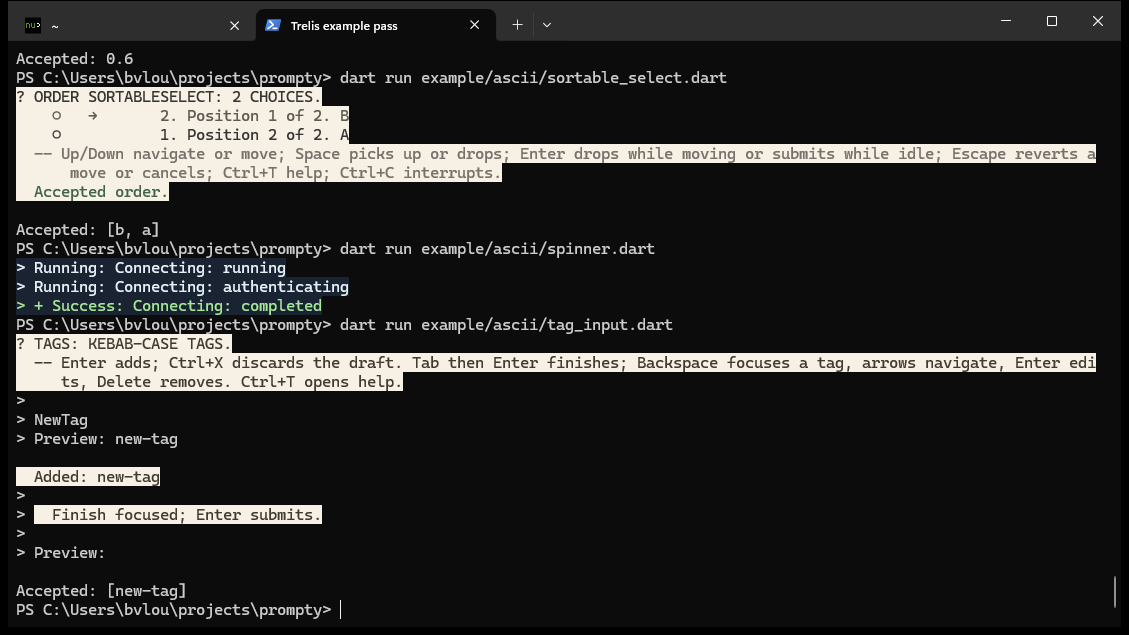 nu> ~
Trelis example pass
Accepted: 0.6
PS C:\Users\bvlou\projects\prompty> dart run example/ascii/sortable_select.dart
? ORDER SORTABLESELECT: 2 CHOICES.
○ → 2. Position 1 of 2. B
○ 1. Position 2 of 2. A
-- Up/Down navigate or move; Space picks up or drops; Enter drops while moving or submits while idle; Escape reverts a
move or cancels; Ctrl+T help; Ctrl+C interrupts.
Accepted order.
Accepted: [b, a]
PS C:\Users\bvlou\projects\prompty> dart run example/ascii/spinner.dart
> Running: Connecting: running
> Running: Connecting: authenticating
> + Success: Connecting: completed
PS C:\Users\bvlou\projects\prompty> dart run example/ascii/tag_input.dart
? TAGS: KEBAB-CASE TAGS.
-- Enter adds; Ctrl+X discards the draft. Tab then Enter finishes; Backspace focuses a tag, arrows navigate, Enter edi
ts, Delete removes. Ctrl+T opens help.
>
> NewTag
> Preview: new-tag
Added: new-tag
>
> Finish focused; Enter submits.
>
> Preview:
Accepted: [new-tag]
PS C:\Users\bvlou\projects\prompty>